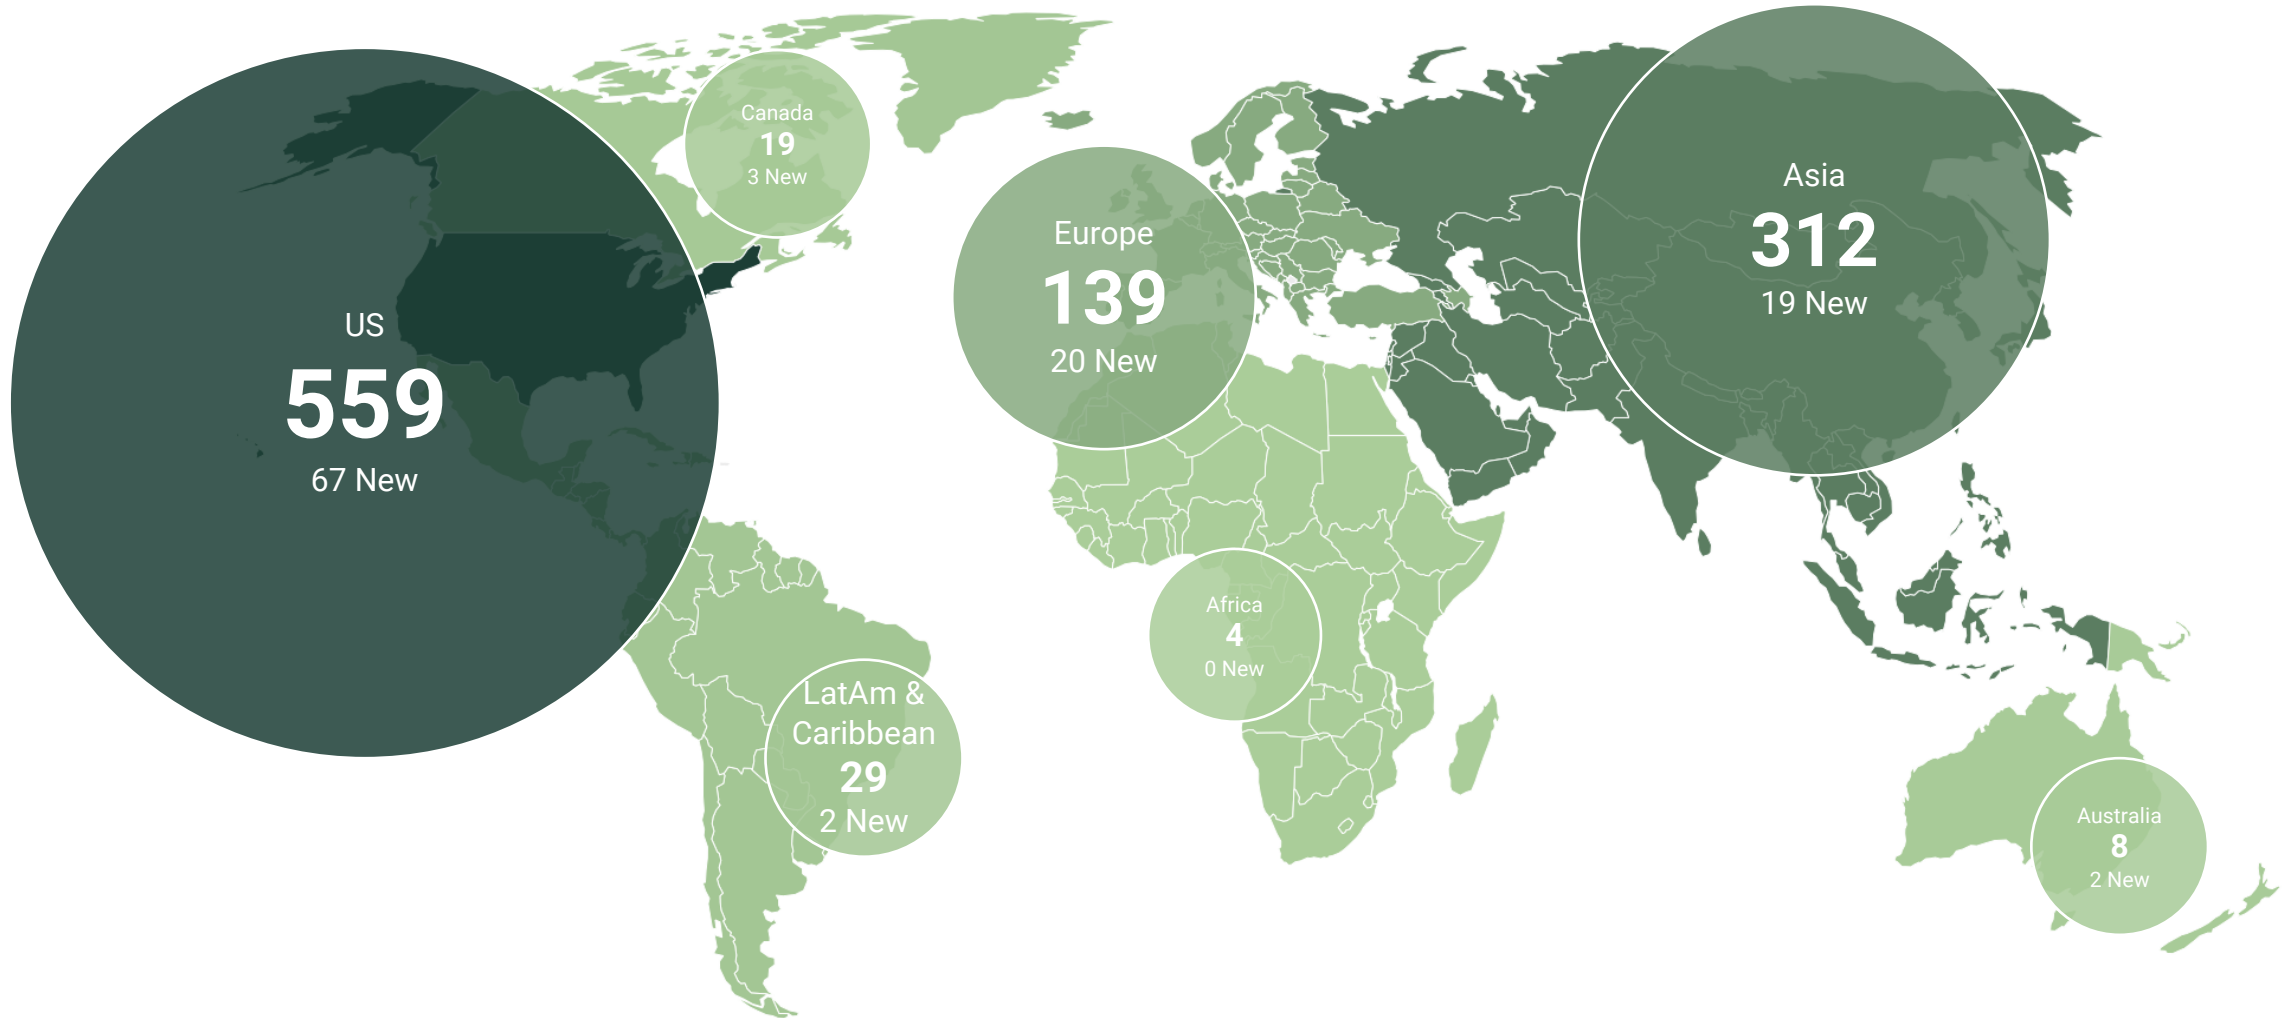 US
559
67 New
Canada
19
3 New
LatAm &
Caribbean
29
2 New
Europe
139
20 New
Africa
4
0 New
Asia
312
19 New
Australia
8
2 New